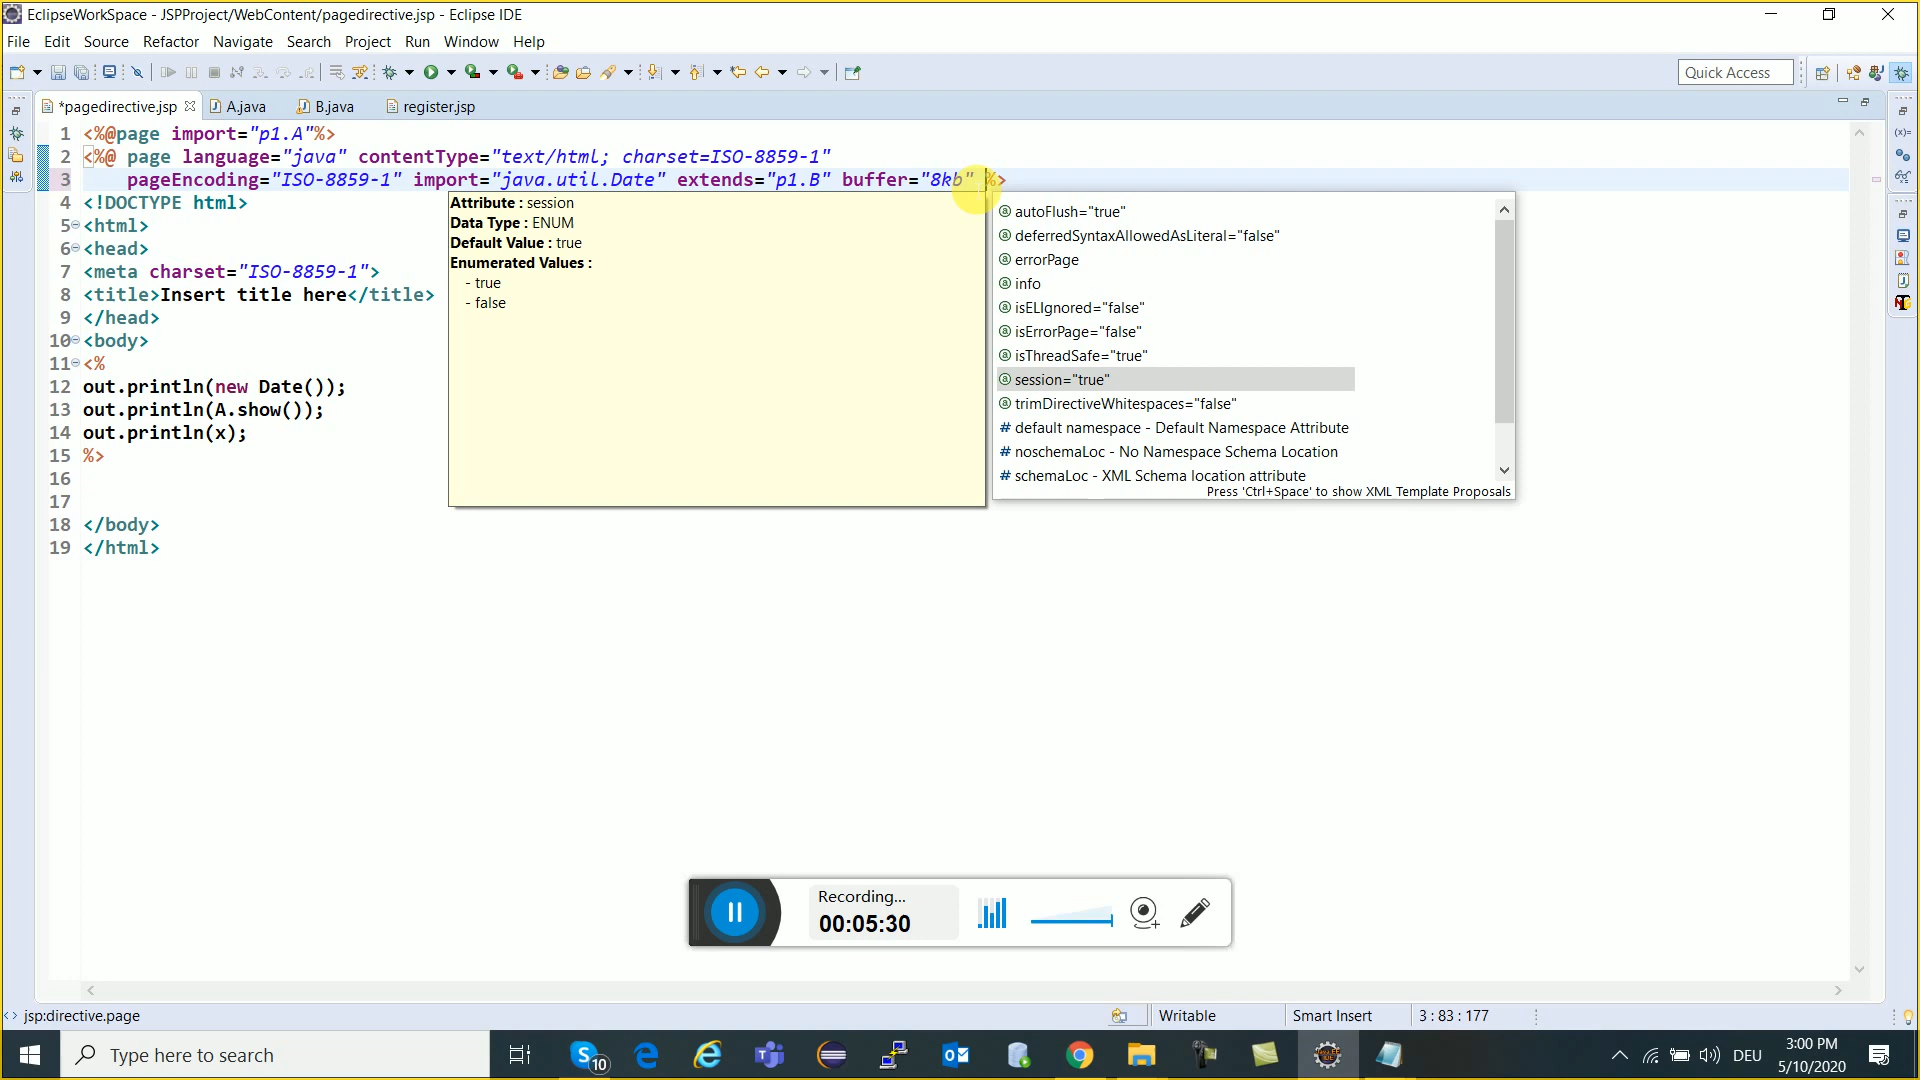 EclipseWorkSpace - JSPProject/WebContent/pagedirective.jsp - Eclipse IDE
File Edit Source Refactor Navigate Search Project Run Window Help
Quick Access
*pagedirective.jsp A.java B.java register.jsp
1 <%@page import="p1.A"%>
2 <%@ page language="java" contentType="text/html; charset=ISO-8859-1"
3 pageEncoding="ISO-8859-1" import="java.util.Date" extends="p1.B" buffer="8kb" %>
4 <!DOCTYPE html>
5 <html>
6 <head>
7 <meta charset="ISO-8859-1">
8 <title>Insert title here</title>
9 </head>
10 <body>
11 <%
12 out.println(new Date());
13 out.println(A.show());
14 out.println(x);
15 %>
16
17
18 </body>
19 </html>
Attribute : session
Data Type : ENUM
Default Value : true
Enumerated Values :
- true
- false
autoFlush="true"
deferredSyntaxAllowedAsLiteral="false"
errorPage
info
isELIgnored="false"
isErrorPage="false"
isThreadSafe="true"
session="true"
trimDirectiveWhitespaces="false"
# default namespace - Default Namespace Attribute
# noschemaLoc - No Namespace Schema Location
# schemaLoc - XML Schema location attribute
Press 'Ctrl+Space' to show XML Template Proposals
Recording...
00:05:30
jsp:directive.page Writable Smart Insert 3 : 83 : 177
Type here to search
10
DEU
3:00 PM
5/10/2020